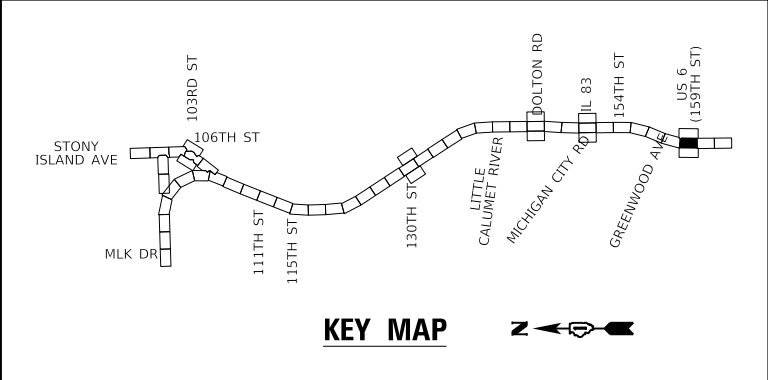 103RD ST
106TH ST
STONY
ISLAND AVE
MLK DR
111TH ST
115TH ST
130TH ST
LITTLE
CALUMET RIVER
DOLTON RD
MICHIGAN CITY RD
IL 83
154TH ST
GREENWOOD AVE
US 6
(159TH ST)
KEY MAP
N